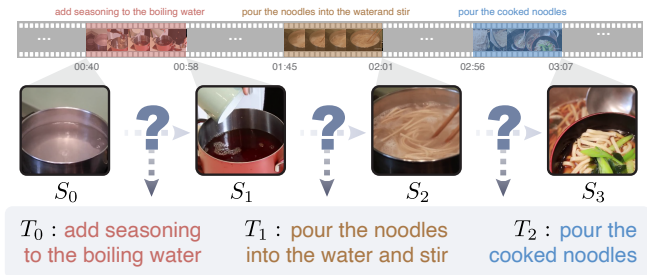 add seasoning to the boiling water pour the noodles into the waterand stir pour the cooked noodles
... ... ... ...
00:40 00:58 01:45 02:01 02:56 03:07
? ? ?
S0 S1 S2 S3
T0 : add seasoning
to the boiling water
T1 : pour the noodles
into the water and stir
T2 : pour the
cooked noodles